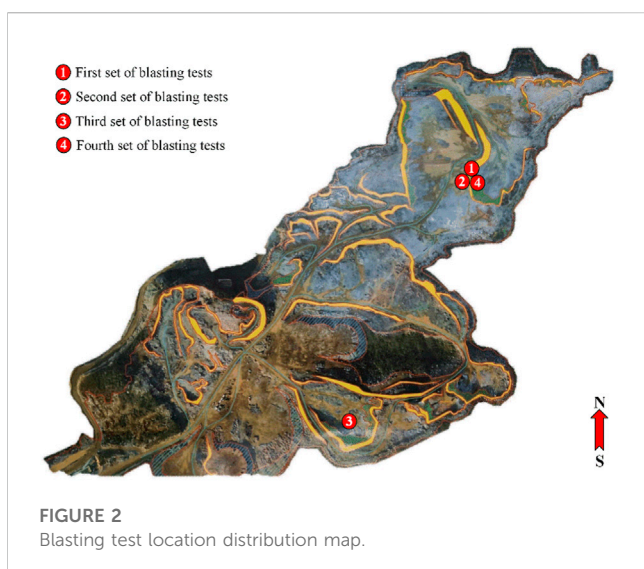 1 First set of blasting tests
2 Second set of blasting tests
3 Third set of blasting tests
4 Fourth set of blasting tests
1
2 4
3
N
S
FIGURE 2
Blasting test location distribution map.